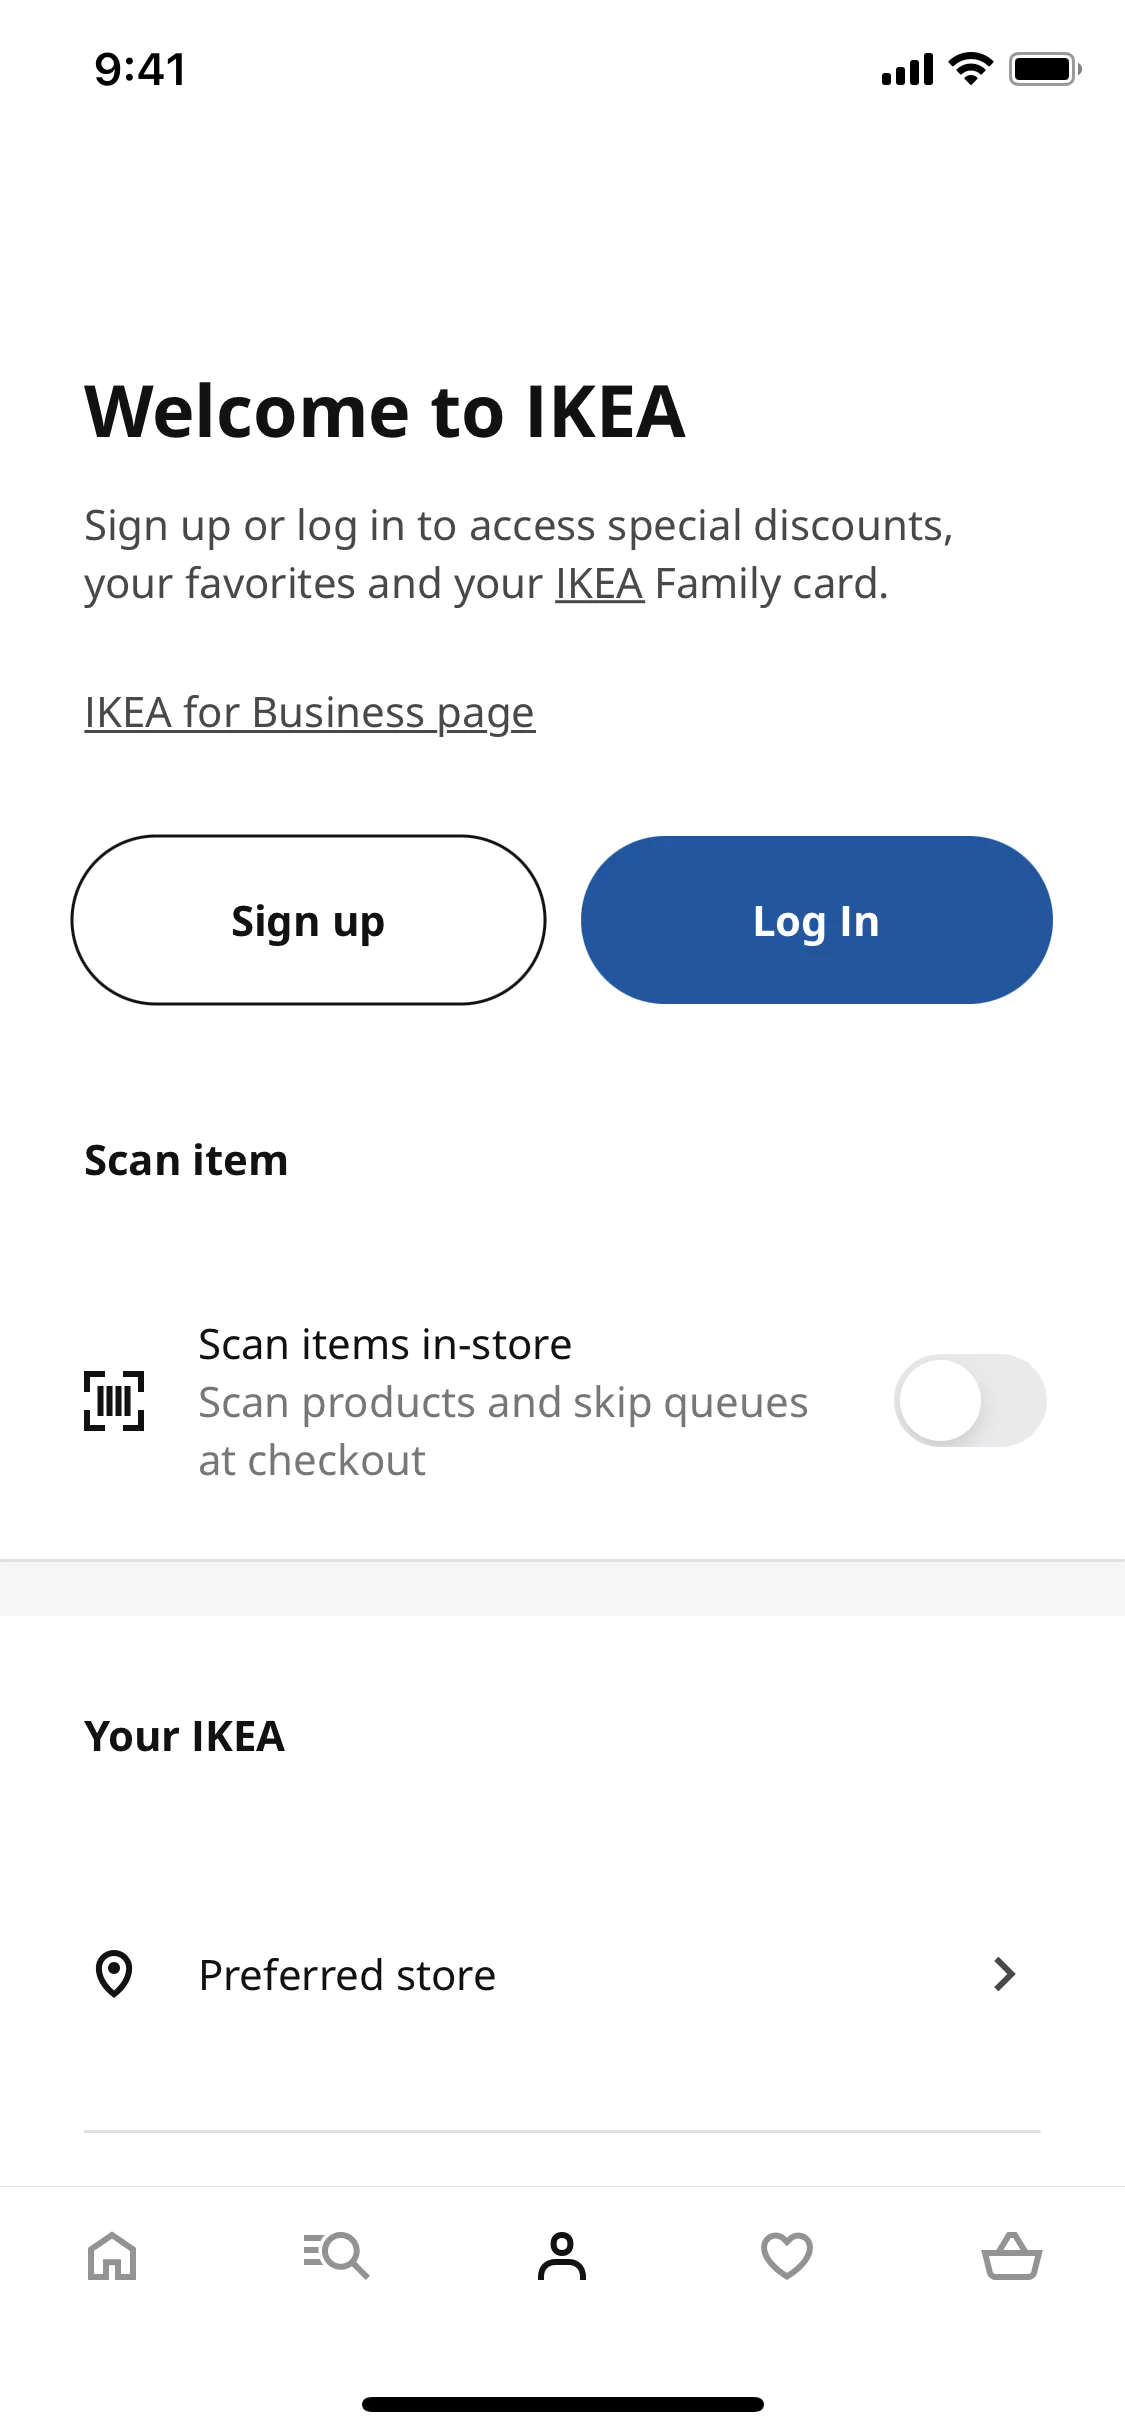 9:41
Welcome to IKEA
Sign up or log in to access special discounts,
your favorites and your IKEA Family card.
IKEA for Business page
Sign up
Log In
Scan item
Scan items in-store
Scan products and skip queues
at checkout
Your IKEA
Preferred store